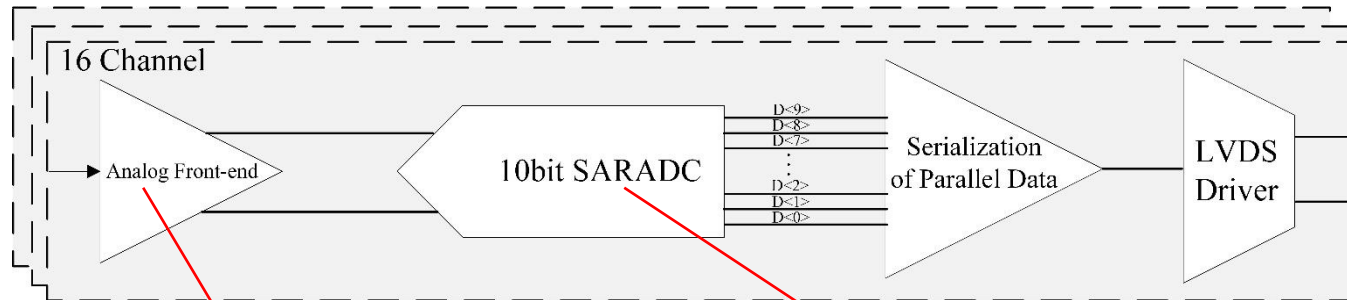 16 Channel
Analog Front-end
10bit SARADC
D<9>
D<8>
D<7>
⋮
D<2>
D<1>
D<0>
Serialization
of Parallel Data
LVDS
Driver